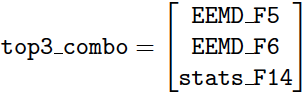 EEMD_F5
top3_combo = EEMD_F6
stats_F14